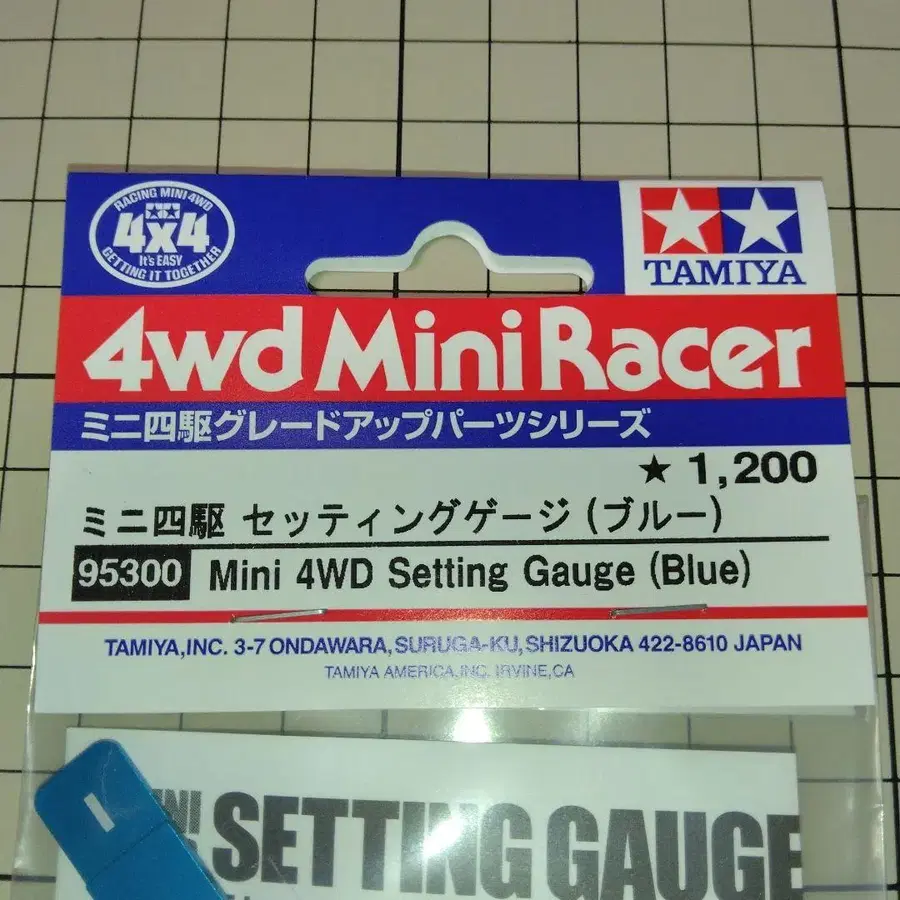 RACING MINI 4WD
4x4
It's EASY
GETTING IT TOGETHER
TAMIYA
4wd Mini Racer
ミニ四駆グレードアップパーツシリーズ
★ 1,200
ミニ四駆 セッティングゲージ (ブルー)
95300 Mini 4WD Setting Gauge (Blue)
TAMIYA,INC. 3-7 ONDAWARA,SURUGA-KU,SHIZUOKA 422-8610 JAPAN
TAMIYA AMERICA,INC. IRVINE,CA
SETTING GAUGE